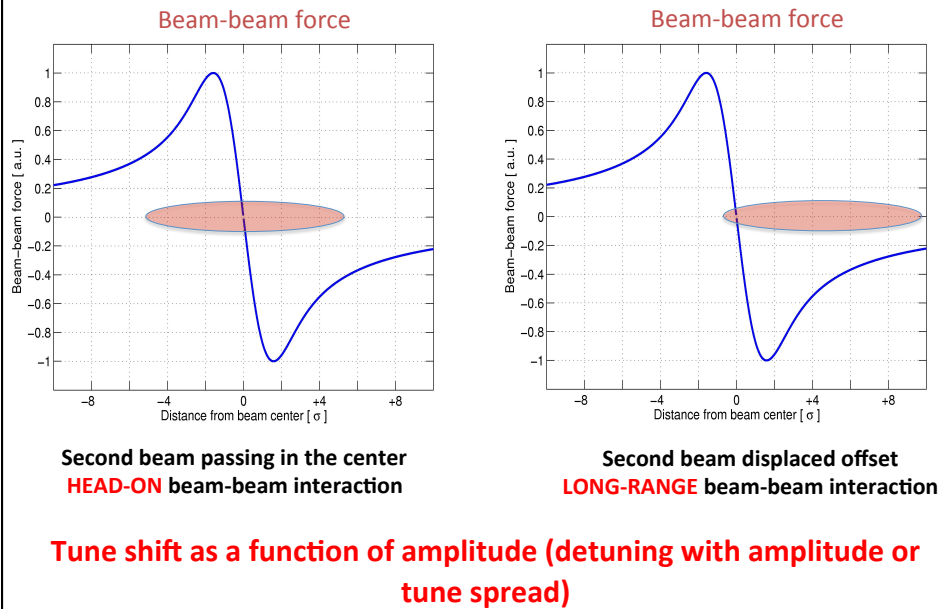 Beam-beam force
Beam−beam force [ a.u. ]
1
0.8
0.6
0.4
0.2
0
−0.2
−0.4
−0.6
−0.8
−1
−8
−4
0
+4
+8
Distance from beam center [ σ ]
Second beam passing in the center
HEAD-ON beam-beam interaction
Beam-beam force
Beam−beam force [ a.u. ]
1
0.8
0.6
0.4
0.2
0
−0.2
−0.4
−0.6
−0.8
−1
−8
−4
0
+4
+8
Distance from beam center [ σ ]
Second beam displaced offset
LONG-RANGE beam-beam interaction
Tune shift as a function of amplitude (detuning with amplitude or
tune spread)